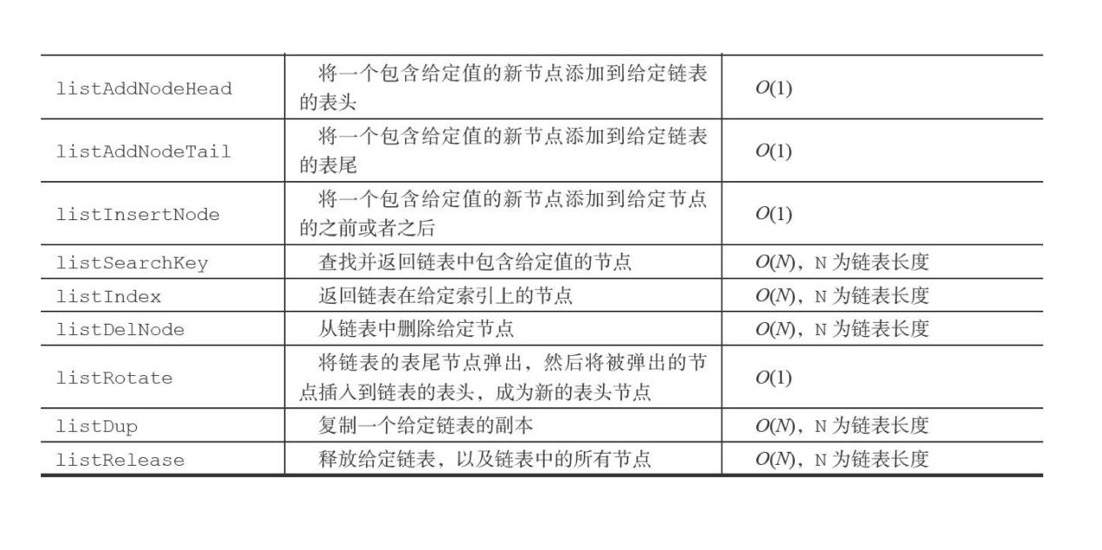 listAddNodeHead 将一个包含给定值的新节点添加到给定链表 O(1)
的表头
listAddNodeTail 将一个包含给定值的新节点添加到给定链表 O(1)
的表尾
listInsertNode 将一个包含给定值的新节点添加到给定节点 O(1)
的之前或者之后
listSearchKey 查找并返回链表中包含给定值的节点 O(N)，N 为链表长度
listIndex 返回链表在给定索引上的节点 O(N)，N 为链表长度
listDelNode 从链表中删除给定节点 O(N)，N 为链表长度
listRotate 将链表的表尾节点弹出，然后将被弹出的节 O(1)
点插入到链表的表头，成为新的表头节点
listDup 复制一个给定链表的副本 O(N)，N 为链表长度
listRelease 释放给定链表，以及链表中的所有节点 O(N)，N 为链表长度